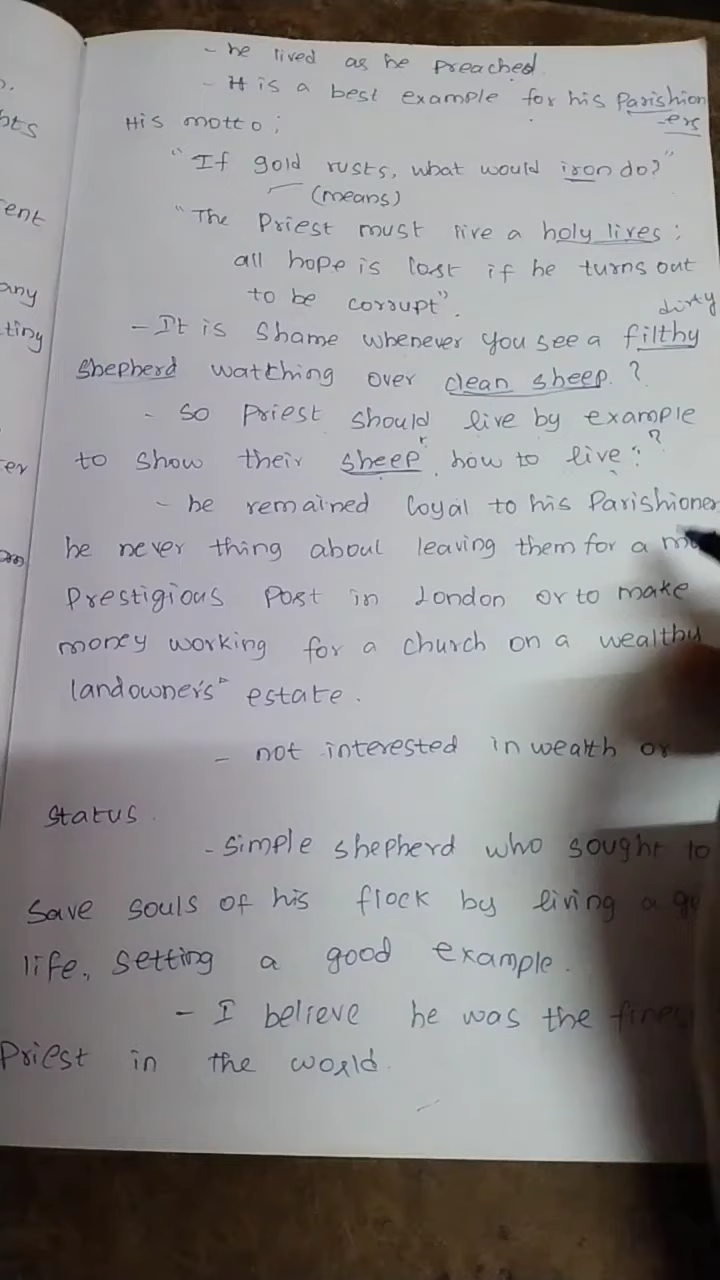 - he lived as he preached.
- It is a best example for his Parishion
-ers
His motto;
"If gold rusts, what would iron do?"
(means)
"The Priest must live a holy lives;
all hope is lost if he turns out
to be corrupt".
dirty
- It is shame whenever you see a filthy
shepherd watching over clean sheep.?
- so Priest should live by example
to show their sheep how to live?
- he remained loyal to his Parishioner
he never thing about leaving them for a
Prestigious Post in London or to make
money working for a church on a wealthy
landowner's estate.
- not interested in wealth or
status.
- simple shepherd who sought to
save souls of his flock by living a
life, setting a good example.
- I believe he was the
Priest in the world.
ots
ent
any
ting
er